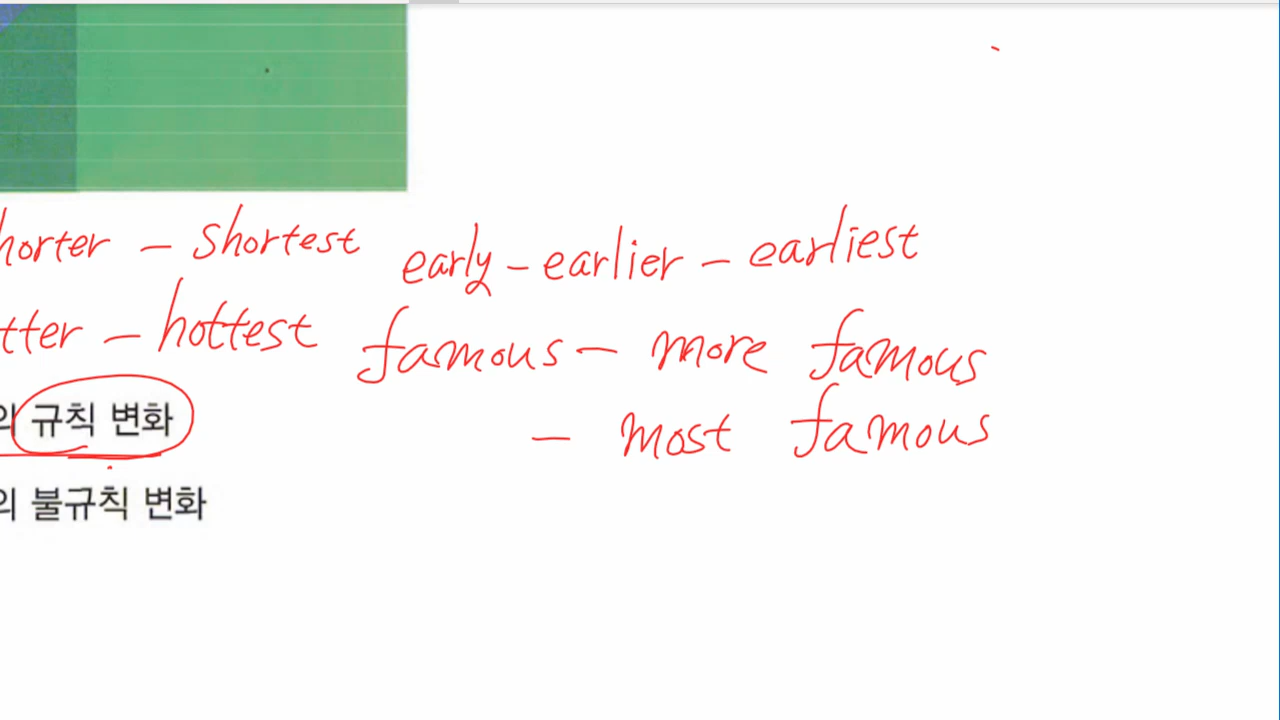 horter – shortest early – earlier – earliest
tter – hottest famous – more famous
의 규칙 변화
– most famous
의 불규칙 변화